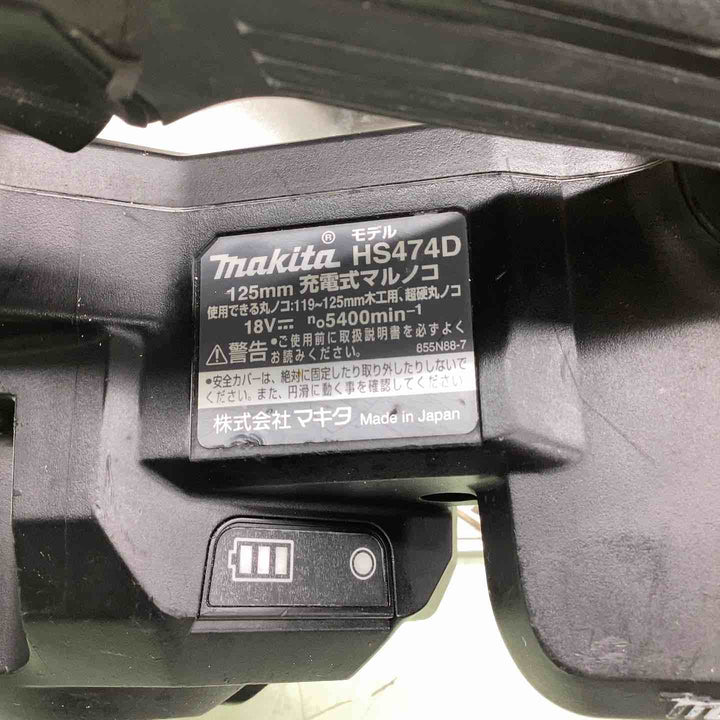 makita® モデル HS474D
125mm 充電式マルノコ
使用できる丸ノコ:119~125mm木工用、超硬丸ノコ
18V⎓ n₀5400min⁻¹
⚠警告 •ご使用前に取扱説明書を必ずよく
お読みください。 855N88-7
•安全カバーは、絶対に固定したり取り外したりしないで
ください。また、円滑に動く事を確認してください
株式会社 マキタ Made in Japan